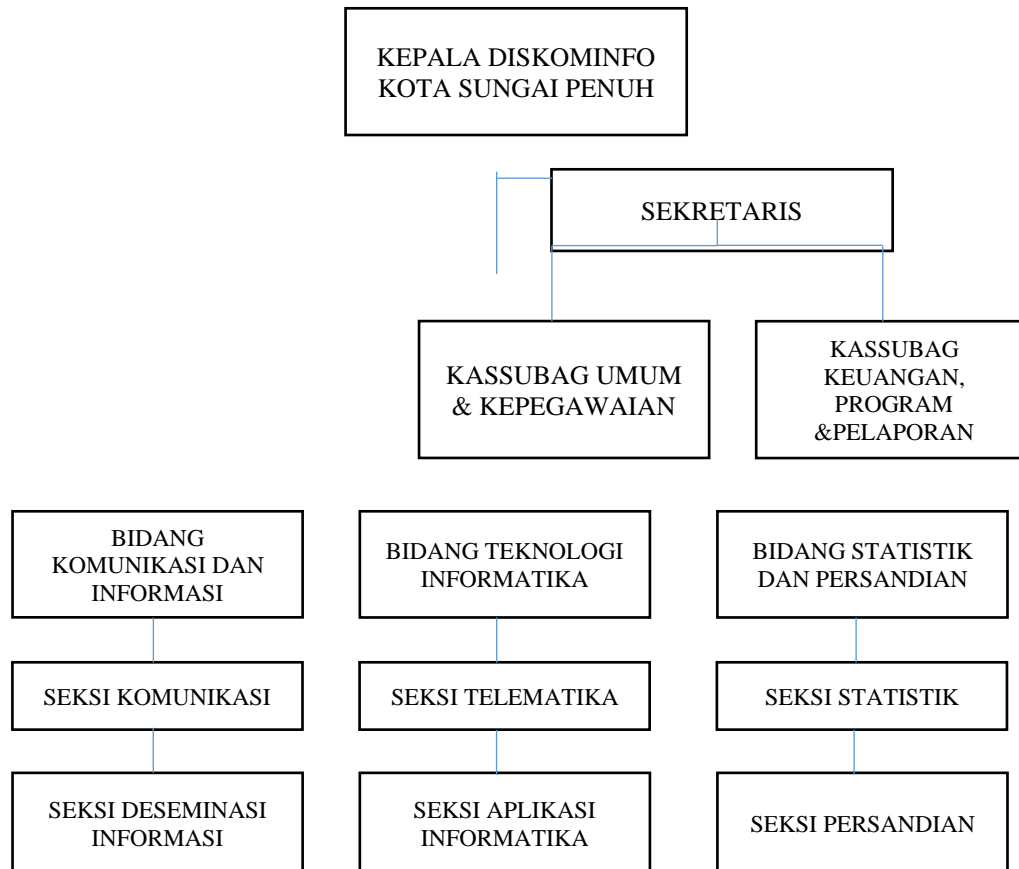 KEPALA DISKOMINFO
KOTA SUNGAI PENUH
SEKRETARIS
KASSUBAG UMUM
& KEPEGAWAIAN
KASSUBAG
KEUANGAN,
PROGRAM
&PELAPORAN
BIDANG
KOMUNIKASI DAN
INFORMASI
BIDANG TEKNOLOGI
INFORMATIKA
BIDANG STATISTIK
DAN PERSANDIAN
SEKSI KOMUNIKASI
SEKSI TELEMATIKA
SEKSI STATISTIK
SEKSI DESEMINASI
INFORMASI
SEKSI APLIKASI
INFORMATIKA
SEKSI PERSANDIAN